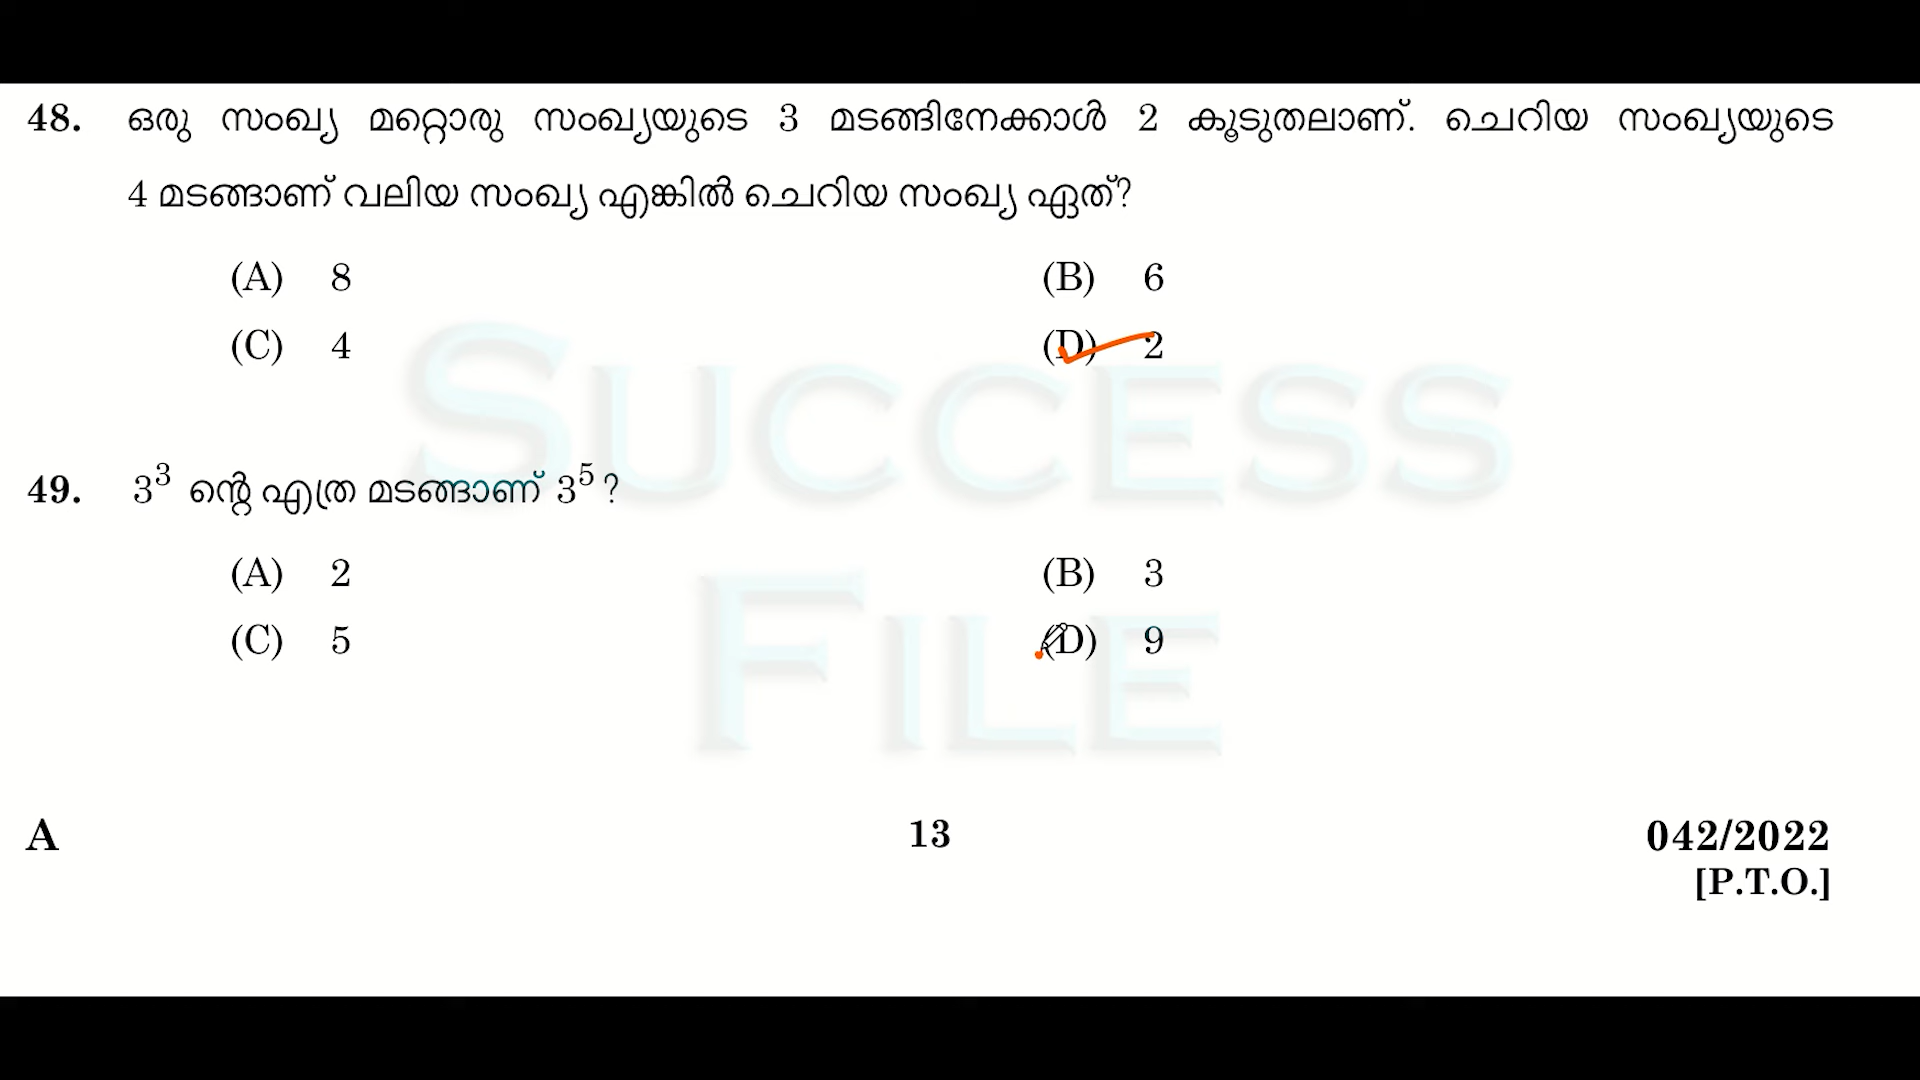 48. ഒരു സംഖ്യ മറ്റൊരു സംഖ്യയുടെ 3 മടങ്ങിനേക്കാൾ 2 കൂടുതലാണ്. ചെറിയ സംഖ്യയുടെ
4 മടങ്ങാണ് വലിയ സംഖ്യ എങ്കിൽ ചെറിയ സംഖ്യ ഏത്?
(A) 8 (B) 6
(C) 4 (D) 2
49. 3³ ന്റെ എത്ര മടങ്ങാണ് 3⁵?
(A) 2 (B) 3
(C) 5 (D) 9
SUCCESS
FILE
A 13 042/2022
[P.T.O.]